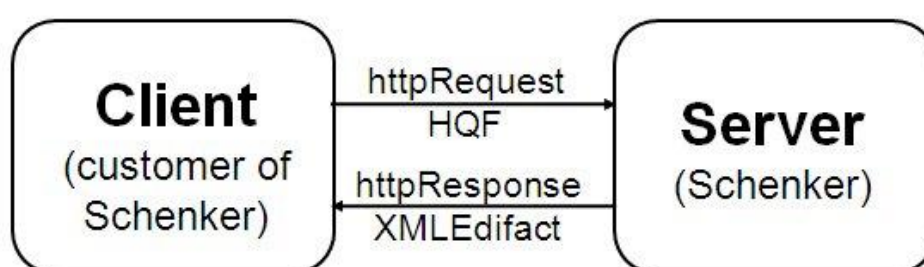 Client
(customer of
Schenker)
httpRequest
HQF
httpResponse
XMLEdifact
Server
(Schenker)